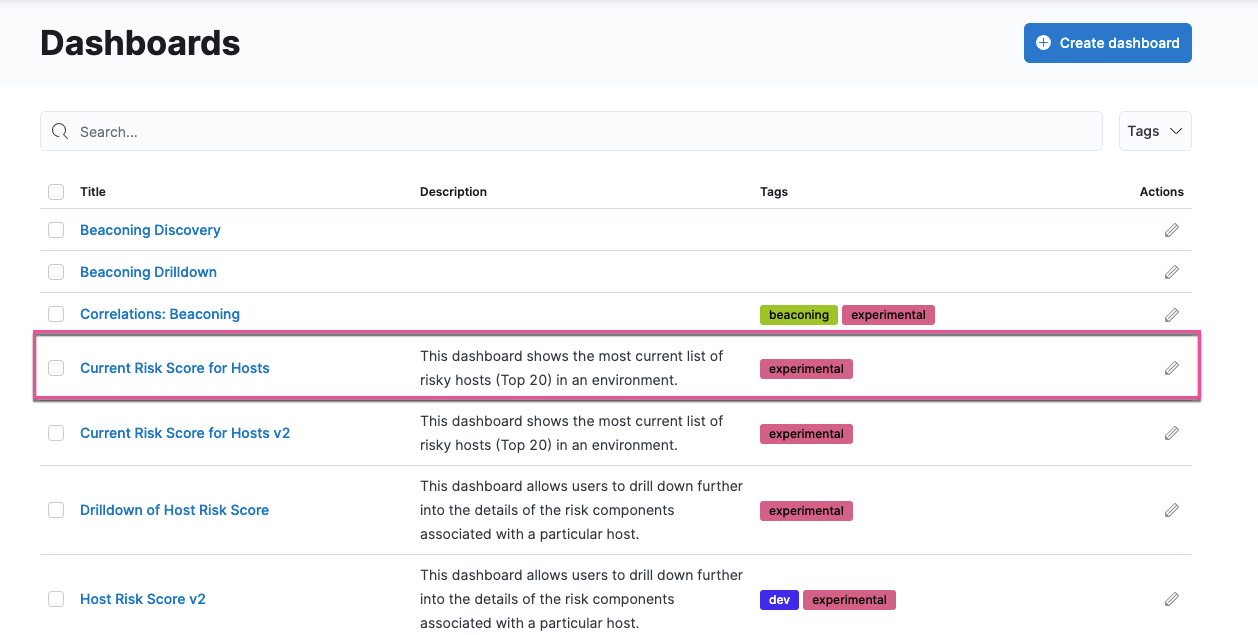 Dashboards
Create dashboard
Search...
Tags
Title Description Tags Actions
Beaconing Discovery
Beaconing Drilldown
Correlations: Beaconing beaconing experimental
Current Risk Score for Hosts
This dashboard shows the most current list of
risky hosts (Top 20) in an environment.
experimental
Current Risk Score for Hosts v2
This dashboard shows the most current list of
risky hosts (Top 20) in an environment.
experimental
Drilldown of Host Risk Score
This dashboard allows users to drill down further
into the details of the risk components
associated with a particular host.
experimental
Host Risk Score v2
This dashboard allows users to drill down further
into the details of the risk components
associated with a particular host.
dev experimental